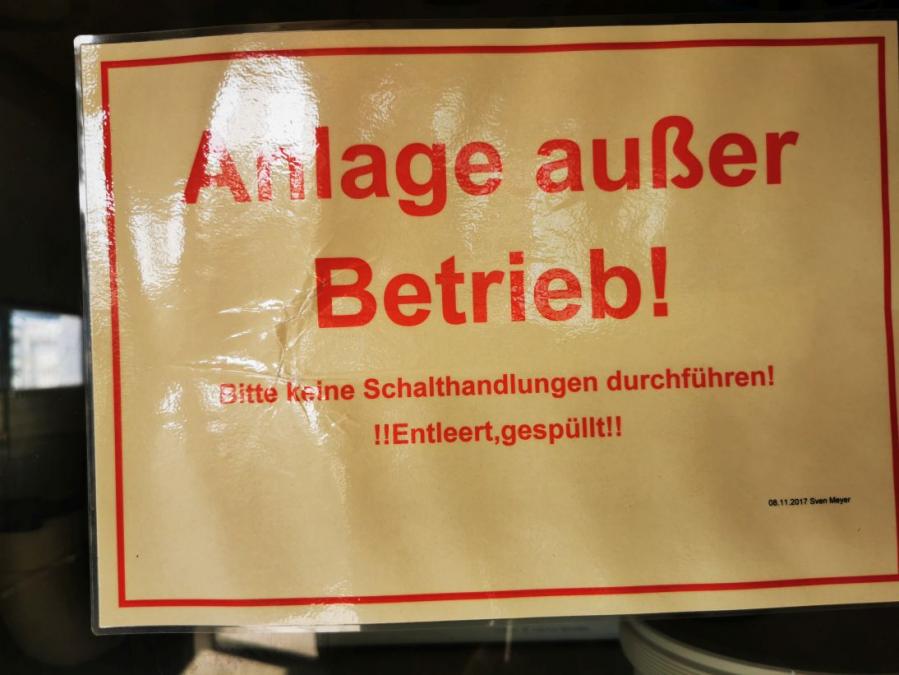 Anlage außer
Betrieb!
Bitte keine Schalthandlungen durchführen!
!!Entleert,gespüllt!!
08.11.2017 Sven Meyer